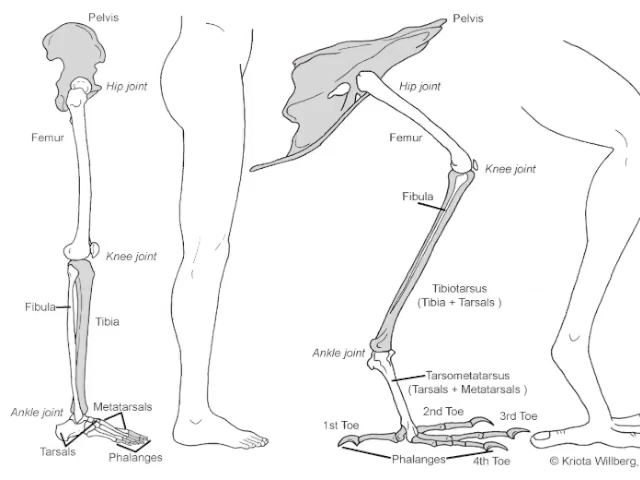 Pelvis
Hip joint
Femur
Knee joint
Fibula
Tibia
Ankle joint
Metatarsals
Tarsals
Phalanges
Pelvis
Hip joint
Femur
Knee joint
Fibula
Tibiotarsus
(Tibia + Tarsals )
Ankle joint
Tarsometatarsus
(Tarsals + Metatarsals )
1st Toe
2nd Toe
3rd Toe
Phalanges
4th Toe
© Kriota Willberg,